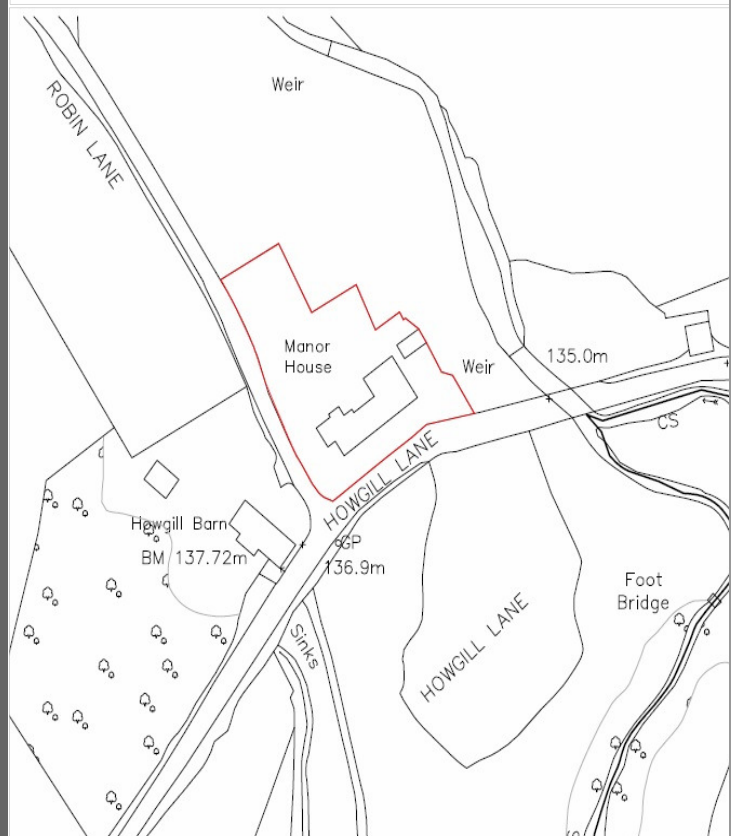 Weir
ROBIN LANE
Manor
House
135.0m
Weir
CS
HOWGILL LANE
Howgill Barn
GP
BM 137.72m
136.9m
Foot
Bridge
Sinks
HOWGILL LANE